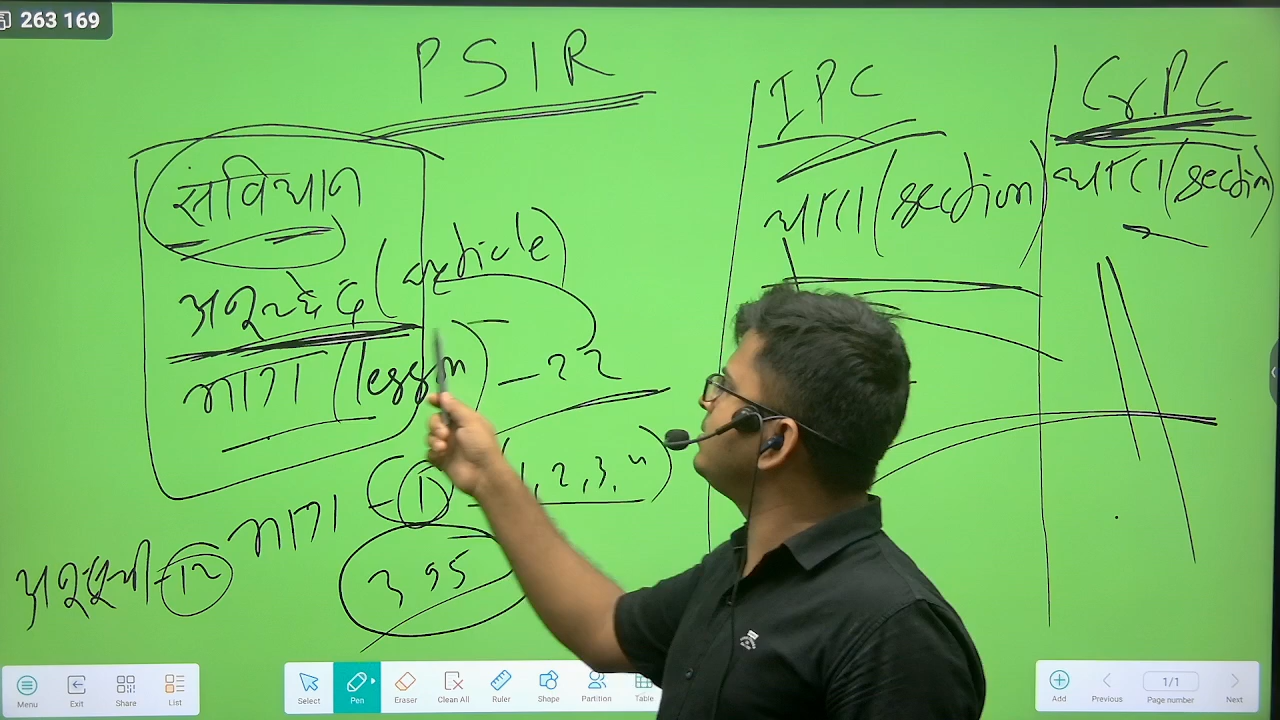 263 169
PSIR
IPC
Cr.PC
संविधान
धारा (section)
धारा (section)
अनुच्छेद (article)
भाग (lesson) - 22
भाग - 1 (1, 2, 3, 4)
अनुसूची - 12
395
Menu
Exit
Share
List
Select
Pen
Eraser
Clean All
Ruler
Shape
Partition
Table
Add
Previous
1/1
Page number
Next